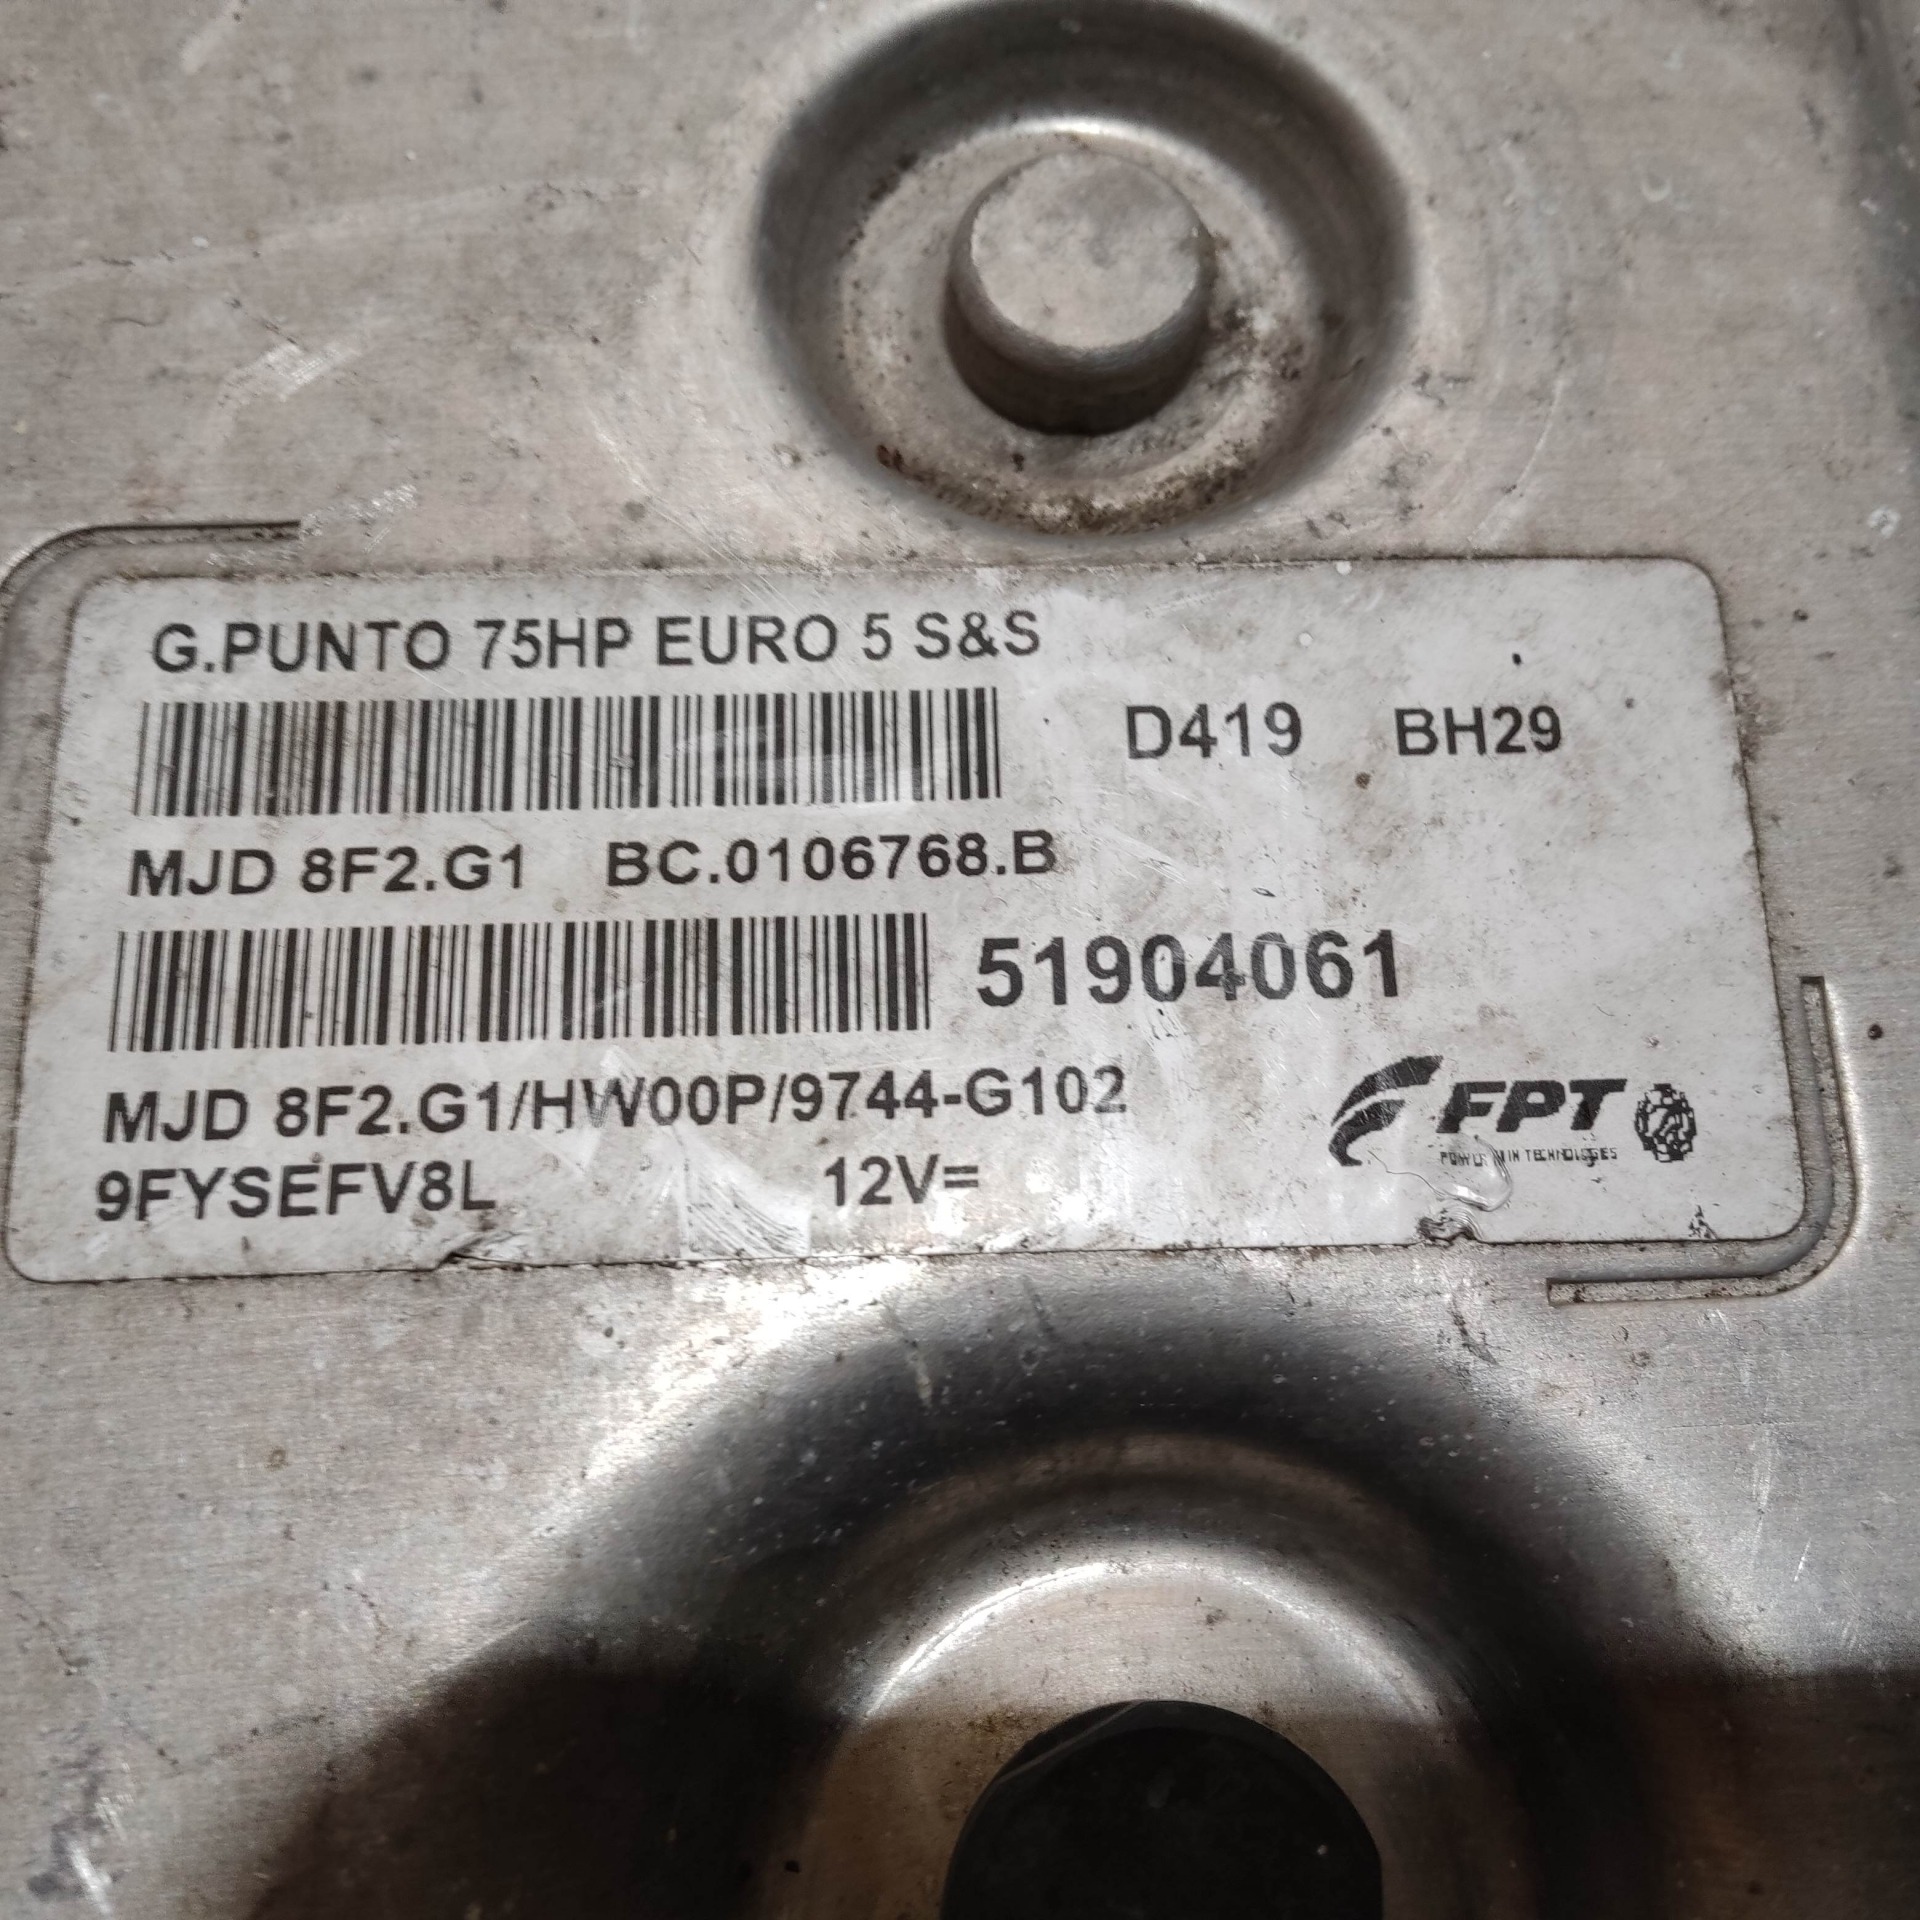 G.PUNTO 75HP EURO 5 S&S
D419 BH29
MJD 8F2.G1 BC.0106768.B
51904061
MJD 8F2.G1/HW00P/9744-G102
FPT
9FYSEFV8L 12V=